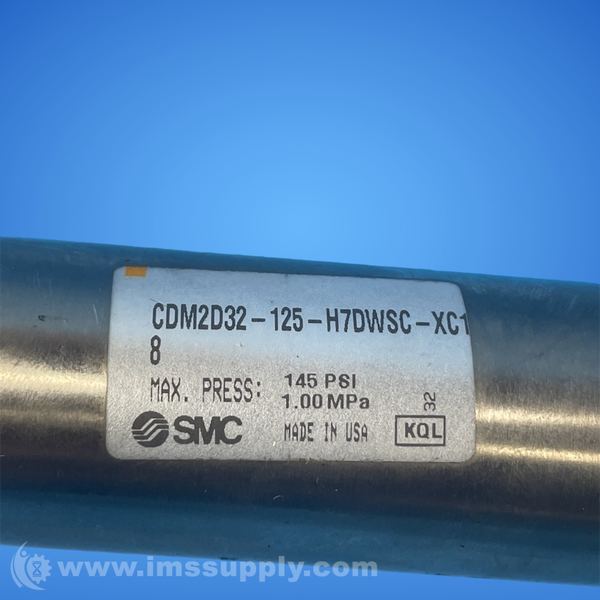 CDM2D32-125-H7DWSC-XC1
8
MAX. PRESS: 145 PSI
1.00 MPa
32
SMC MADE IN USA KQL
www.imssupply.com